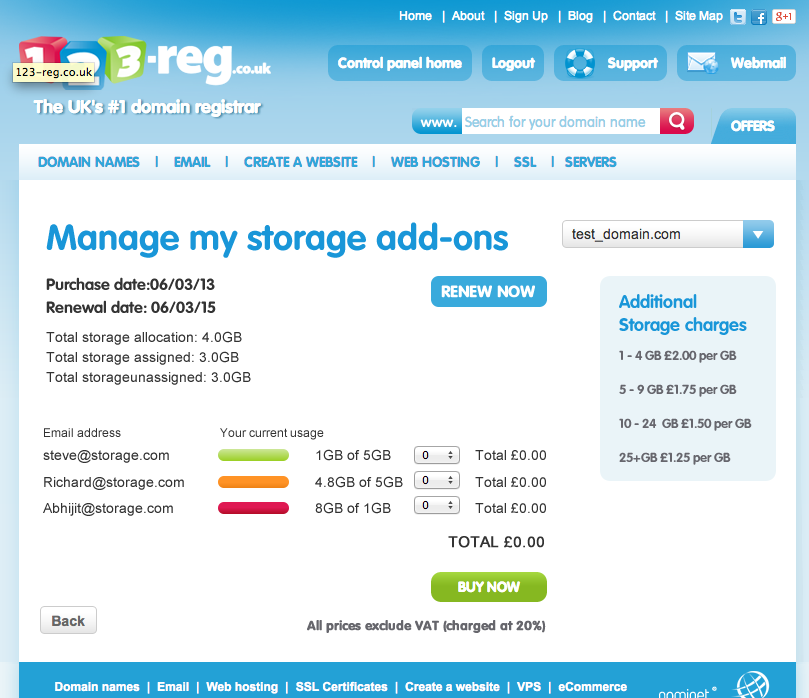 Home | About | Sign Up | Blog | Contact | Site Map t f g+1
123-reg.co.uk
123-reg.co.uk
The UK's #1 domain registrar
Control panel home Logout Support Webmail
www. Search for your domain name OFFERS
DOMAIN NAMES | EMAIL | CREATE A WEBSITE | WEB HOSTING | SSL | SERVERS
Manage my storage add-ons
test_domain.com
Purchase date:06/03/13
Renewal date: 06/03/15
RENEW NOW
Total storage allocation: 4.0GB
Total storage assigned: 3.0GB
Total storageunassigned: 3.0GB
Additional
Storage charges
1 - 4 GB £2.00 per GB
5 - 9 GB £1.75 per GB
10 - 24 GB £1.50 per GB
25+GB £1.25 per GB
Email address Your current usage
steve@storage.com 1GB of 5GB 0 Total £0.00
Richard@storage.com 4.8GB of 5GB 0 Total £0.00
Abhijit@storage.com 8GB of 1GB 0 Total £0.00
TOTAL £0.00
BUY NOW
Back
All prices exclude VAT (charged at 20%)
Domain names | Email | Web hosting | SSL Certificates | Create a website | VPS | eCommerce
nominet